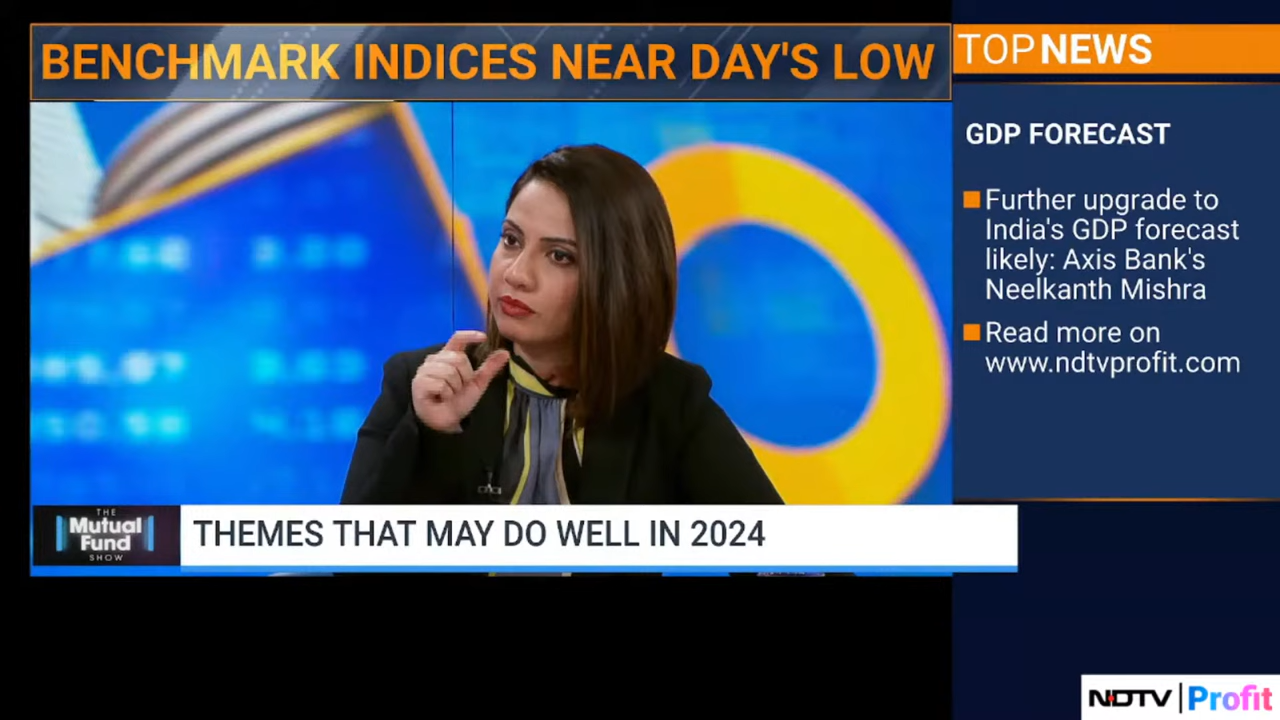 BENCHMARK INDICES NEAR DAY'S LOW
TOP NEWS
GDP FORECAST
Further upgrade to
India's GDP forecast
likely: Axis Bank's
Neelkanth Mishra
Read more on
www.ndtvprofit.com
THE
Mutual
Fund
SHOW
THEMES THAT MAY DO WELL IN 2024
NDTV Profit